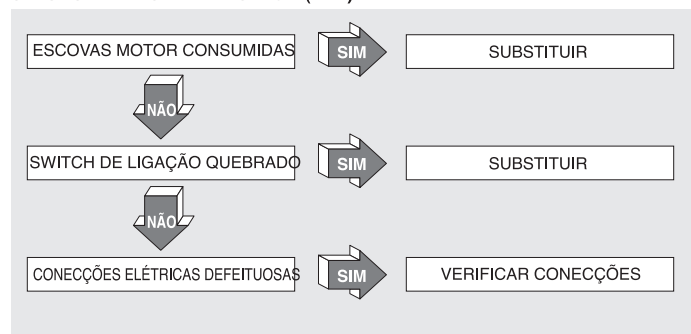 ESCOVAS MOTOR CONSUMIDAS SIM SUBSTITUIR
NÃO
SWITCH DE LIGAÇÃO QUEBRADO SIM SUBSTITUIR
NÃO
CONECÇÕES ELÉTRICAS DEFEITUOSAS SIM VERIFICAR CONECÇÕES